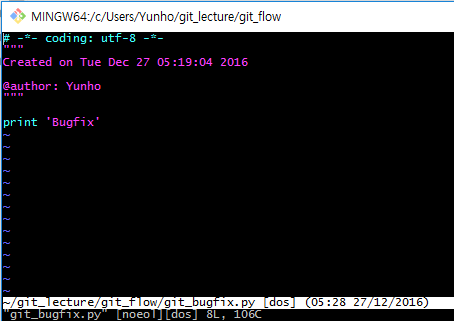 MINGW64:/c/Users/Yunho/git_lecture/git_flow
# -*- coding: utf-8 -*-
"""
Created on Tue Dec 27 05:19:04 2016
@author: Yunho
"""
print 'Bugfix'
~
~
~
~
~
~
~
~
~
~
~
~
~
~/git_lecture/git_flow/git_bugfix.py [dos] (05:28 27/12/2016)
"git_bugfix.py" [noeol][dos] 8L, 106C